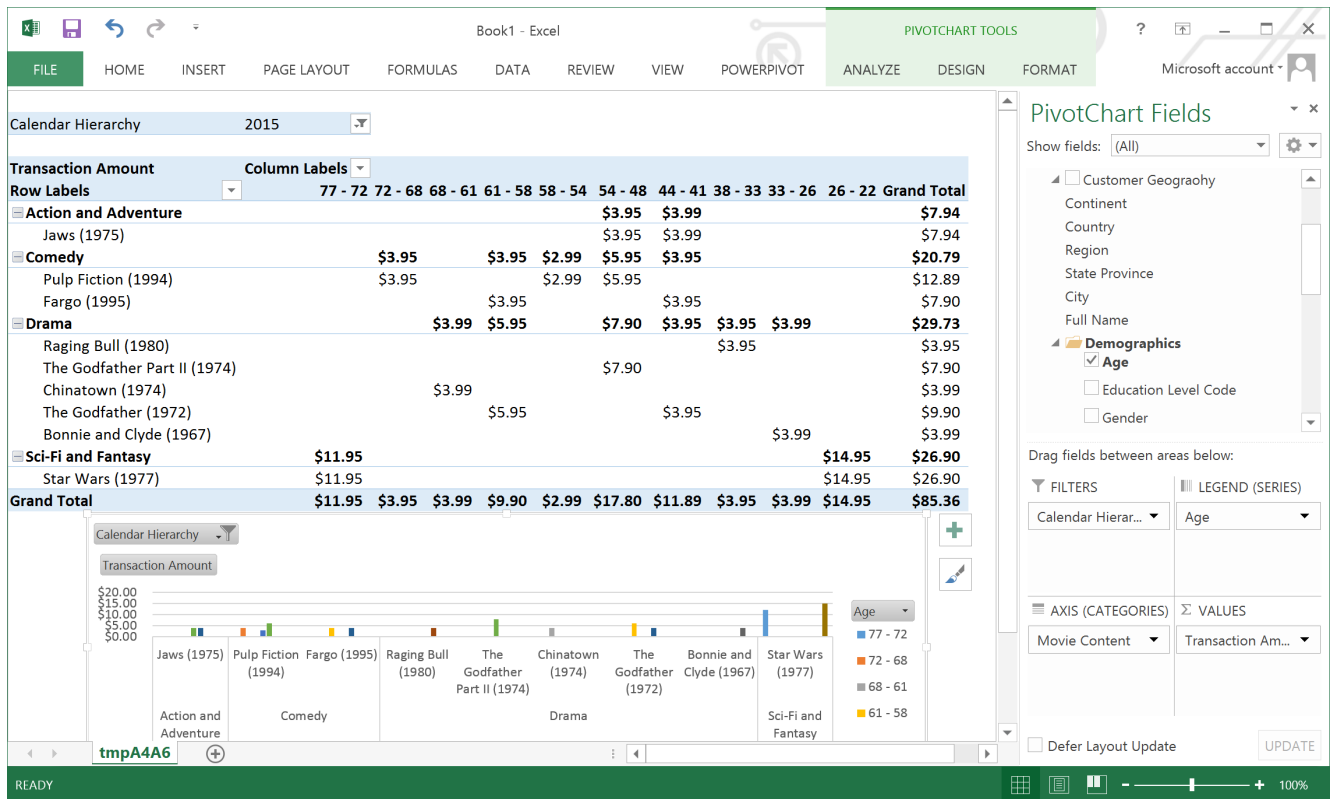 Book1 - Excel
PIVOTCHART TOOLS
?
FILE HOME INSERT PAGE LAYOUT FORMULAS DATA REVIEW VIEW POWERPIVOT ANALYZE DESIGN FORMAT Microsoft account
Calendar Hierarchy 2015
Transaction Amount Column Labels
Row Labels 77 - 72 72 - 68 68 - 61 61 - 58 58 - 54 54 - 48 44 - 41 38 - 33 33 - 26 26 - 22 Grand Total
Action and Adventure $3.95 $3.99 $7.94
Jaws (1975) $3.95 $3.99 $7.94
Comedy $3.95 $3.95 $2.99 $5.95 $3.95 $20.79
Pulp Fiction (1994) $3.95 $2.99 $5.95 $12.89
Fargo (1995) $3.95 $3.95 $7.90
Drama $3.99 $5.95 $7.90 $3.95 $3.95 $3.99 $29.73
Raging Bull (1980) $3.95 $3.95
The Godfather Part II (1974) $7.90 $7.90
Chinatown (1974) $3.99 $3.99
The Godfather (1972) $5.95 $3.95 $9.90
Bonnie and Clyde (1967) $3.99 $3.99
Sci-Fi and Fantasy $11.95 $14.95 $26.90
Star Wars (1977) $11.95 $14.95 $26.90
Grand Total $11.95 $3.95 $3.99 $9.90 $2.99 $17.80 $11.89 $3.95 $3.99 $14.95 $85.36
Calendar Hierarchy
Transaction Amount
$20.00
$15.00
$10.00
$5.00
$0.00
Jaws (1975) Pulp Fiction Fargo (1995) Raging Bull The Chinatown The Bonnie and Star Wars
(1994) (1980) Godfather (1974) Godfather Clyde (1967) (1977)
Part II (1974) (1972)
Action and Comedy Drama Sci-Fi and
Adventure Fantasy
Age
77 - 72
72 - 68
68 - 61
61 - 58
tmpA4A6
PivotChart Fields
Show fields: (All)
Customer Geograohy
Continent
Country
Region
State Province
City
Full Name
Demographics
Age
Education Level Code
Gender
Drag fields between areas below:
FILTERS LEGEND (SERIES)
Calendar Hierar... Age
AXIS (CATEGORIES) Σ VALUES
Movie Content Transaction Am...
Defer Layout Update UPDATE
READY 100%